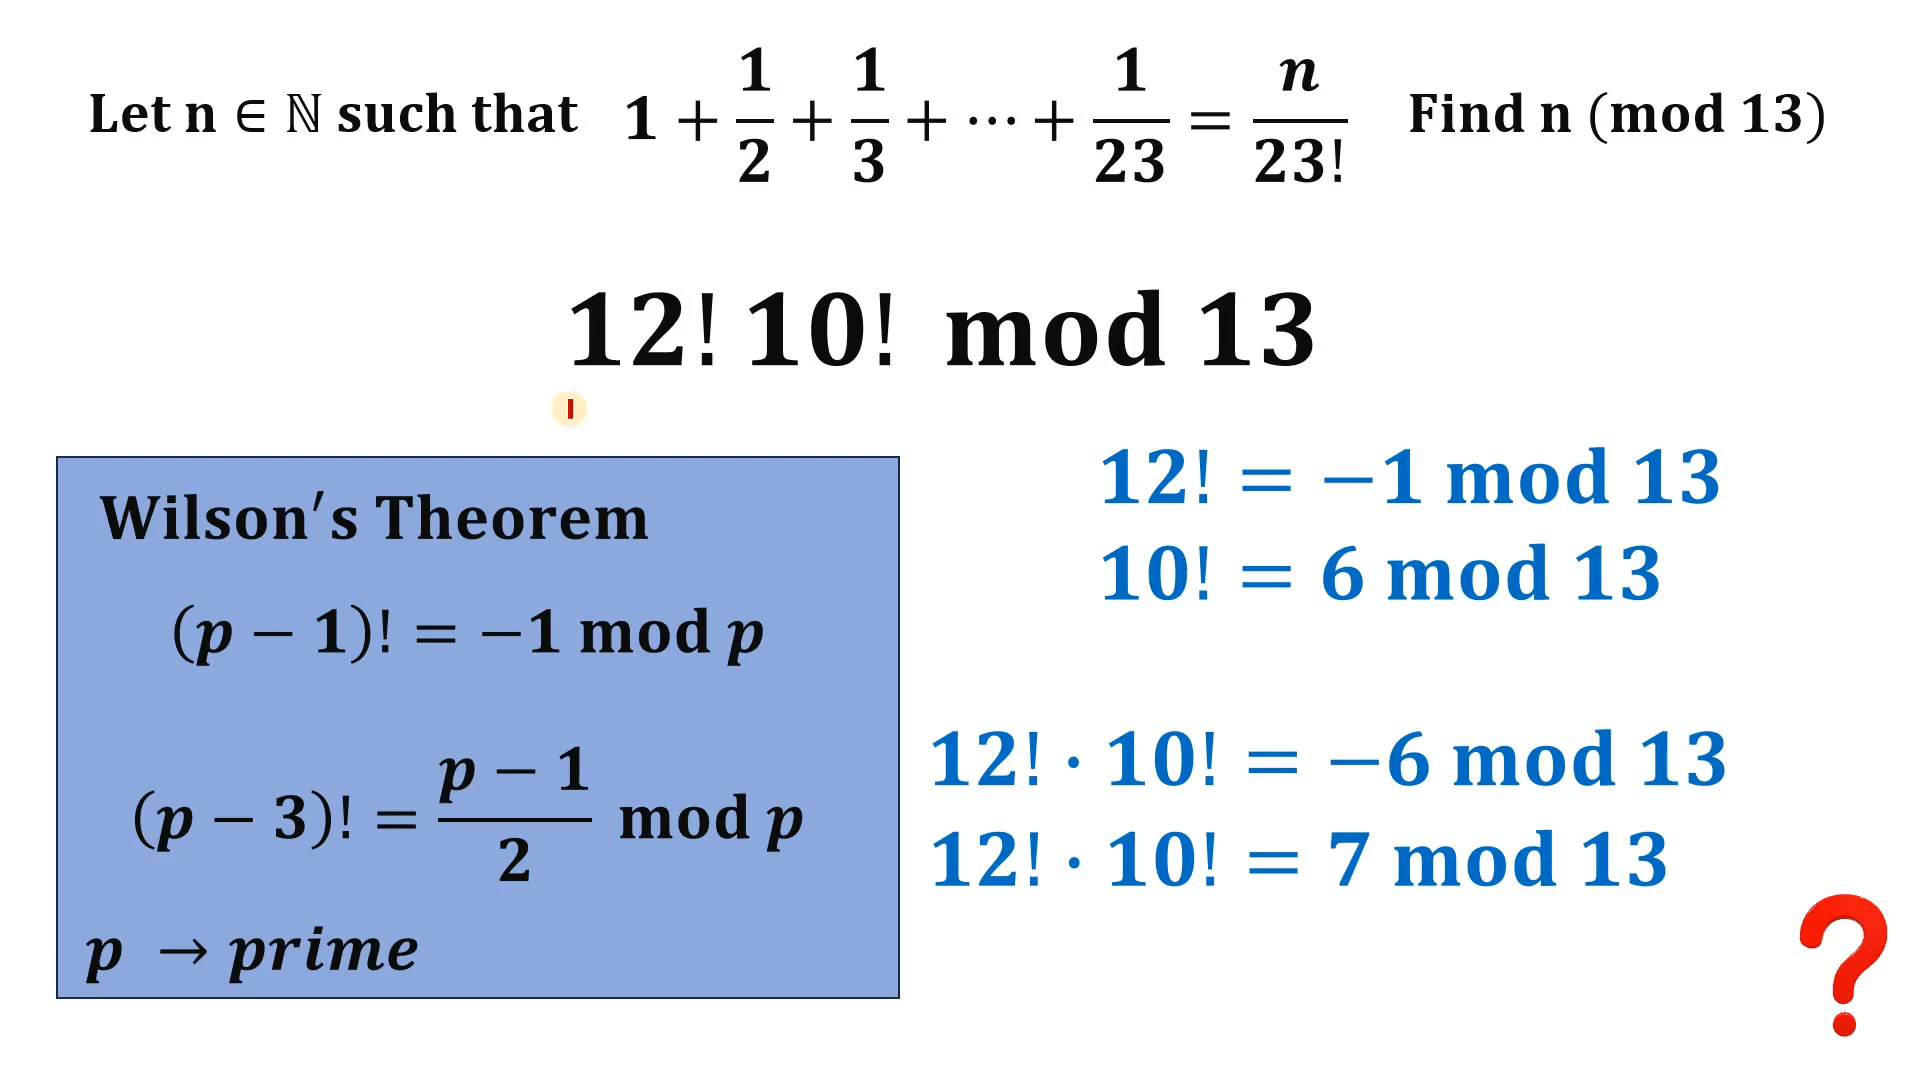 Let n ∈ ℕ such that 1 + 1/2 + 1/3 + ⋯ + 1/23 = n/23! Find n (mod 13)
12! 10! mod 13
Wilson′s Theorem
(p − 1)! = −1 mod p
(p − 3)! = (p − 1)/2 mod p
p → prime
12! = −1 mod 13
10! = 6 mod 13
12! · 10! = −6 mod 13
12! · 10! = 7 mod 13
❓